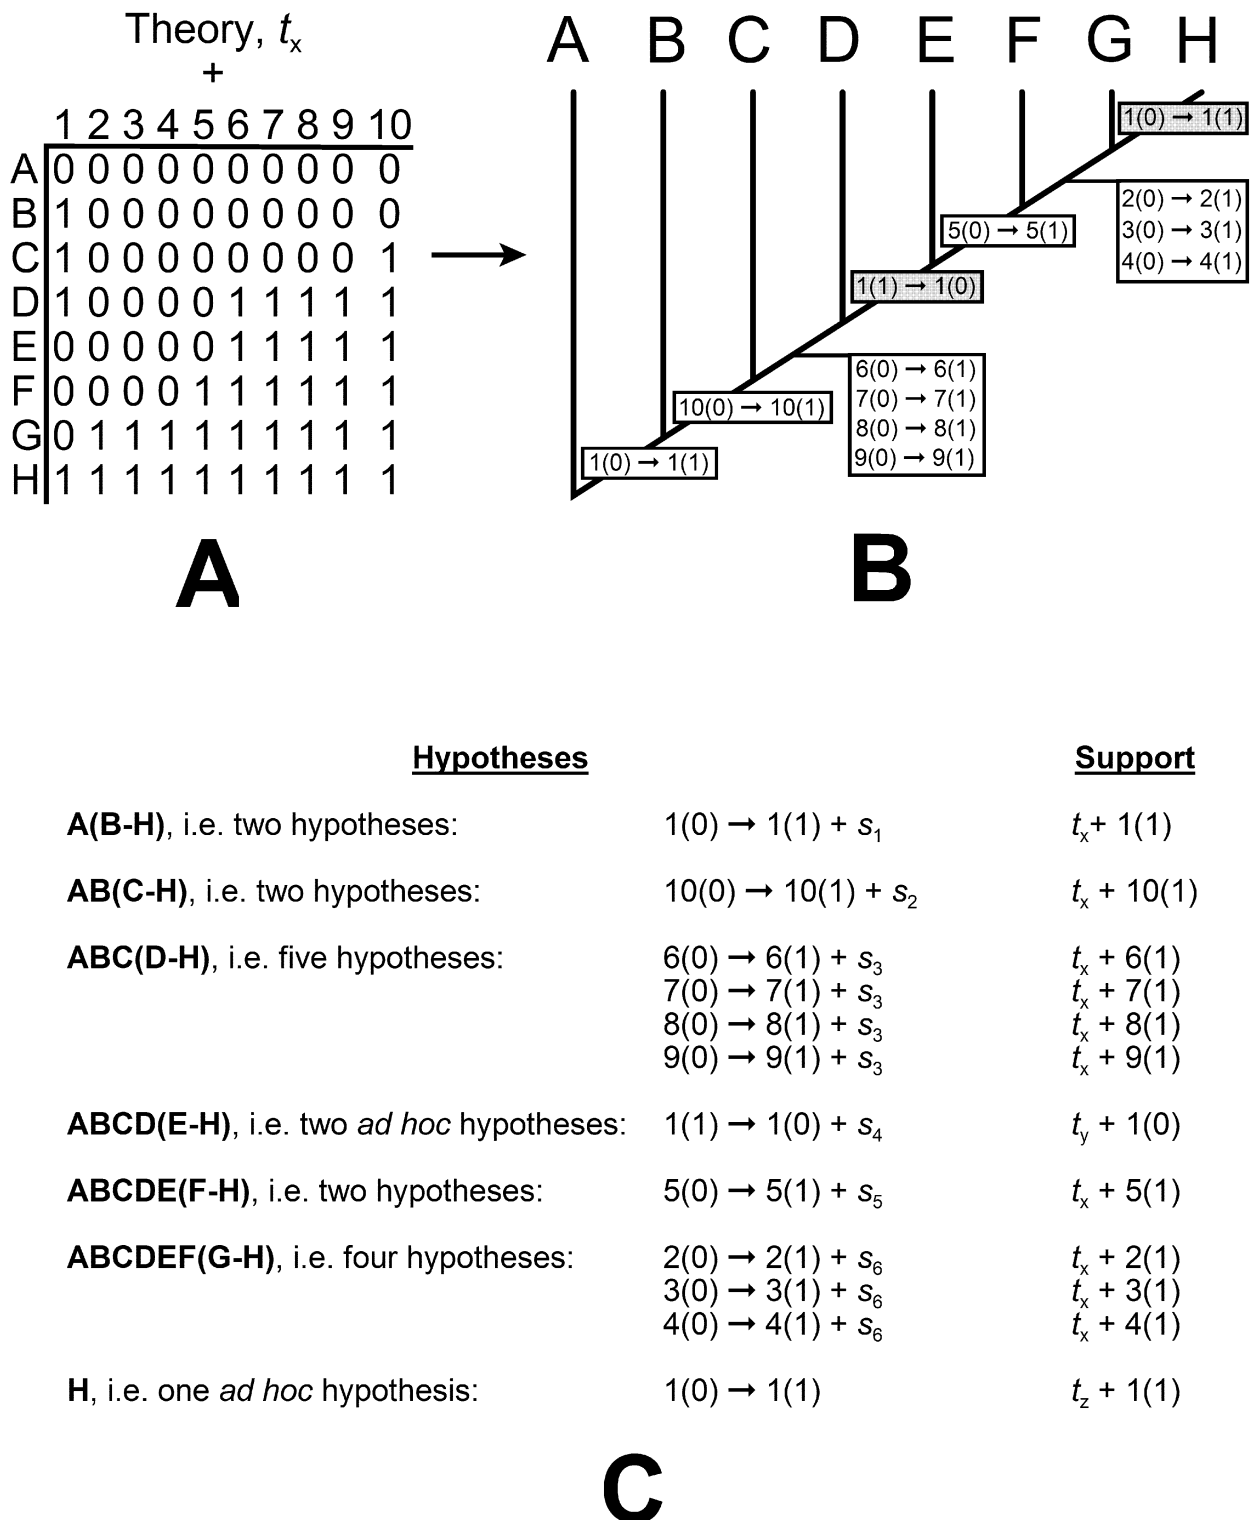 Theory, tx
+
1 2 3 4 5 6 7 8 9 10
A 0 0 0 0 0 0 0 0 0 0
B 1 0 0 0 0 0 0 0 0 0
C 1 0 0 0 0 0 0 0 0 1
D 1 0 0 0 0 1 1 1 1 1
E 0 0 0 0 0 1 1 1 1 1
F 0 0 0 0 1 1 1 1 1 1
G 0 1 1 1 1 1 1 1 1 1
H 1 1 1 1 1 1 1 1 1 1
A
A B C D E F G H
1(0) → 1(1)
2(0) → 2(1)
3(0) → 3(1)
4(0) → 4(1)
5(0) → 5(1)
1(1) → 1(0)
6(0) → 6(1)
7(0) → 7(1)
8(0) → 8(1)
9(0) → 9(1)
10(0) → 10(1)
1(0) → 1(1)
B
Hypotheses Support
A(B-H), i.e. two hypotheses: 1(0) → 1(1) + s1 tx+ 1(1)
AB(C-H), i.e. two hypotheses: 10(0) → 10(1) + s2 tx + 10(1)
ABC(D-H), i.e. five hypotheses: 6(0) → 6(1) + s3 tx + 6(1)
7(0) → 7(1) + s3 tx + 7(1)
8(0) → 8(1) + s3 tx + 8(1)
9(0) → 9(1) + s3 tx + 9(1)
ABCD(E-H), i.e. two ad hoc hypotheses: 1(1) → 1(0) + s4 ty + 1(0)
ABCDE(F-H), i.e. two hypotheses: 5(0) → 5(1) + s5 tx + 5(1)
ABCDEF(G-H), i.e. four hypotheses: 2(0) → 2(1) + s6 tx + 2(1)
3(0) → 3(1) + s6 tx + 3(1)
4(0) → 4(1) + s6 tx + 4(1)
H, i.e. one ad hoc hypothesis: 1(0) → 1(1) tz + 1(1)
C